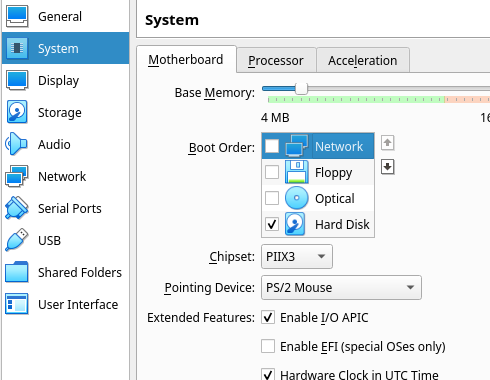 General
System
Display
Storage
Audio
Network
Serial Ports
USB
Shared Folders
User Interface
System
Motherboard Processor Acceleration
Base Memory:
4 MB 16
Boot Order: Network
Floppy
Optical
Hard Disk
Chipset: PIIX3
Pointing Device: PS/2 Mouse
Extended Features: Enable I/O APIC
Enable EFI (special OSes only)
Hardware Clock in UTC Time